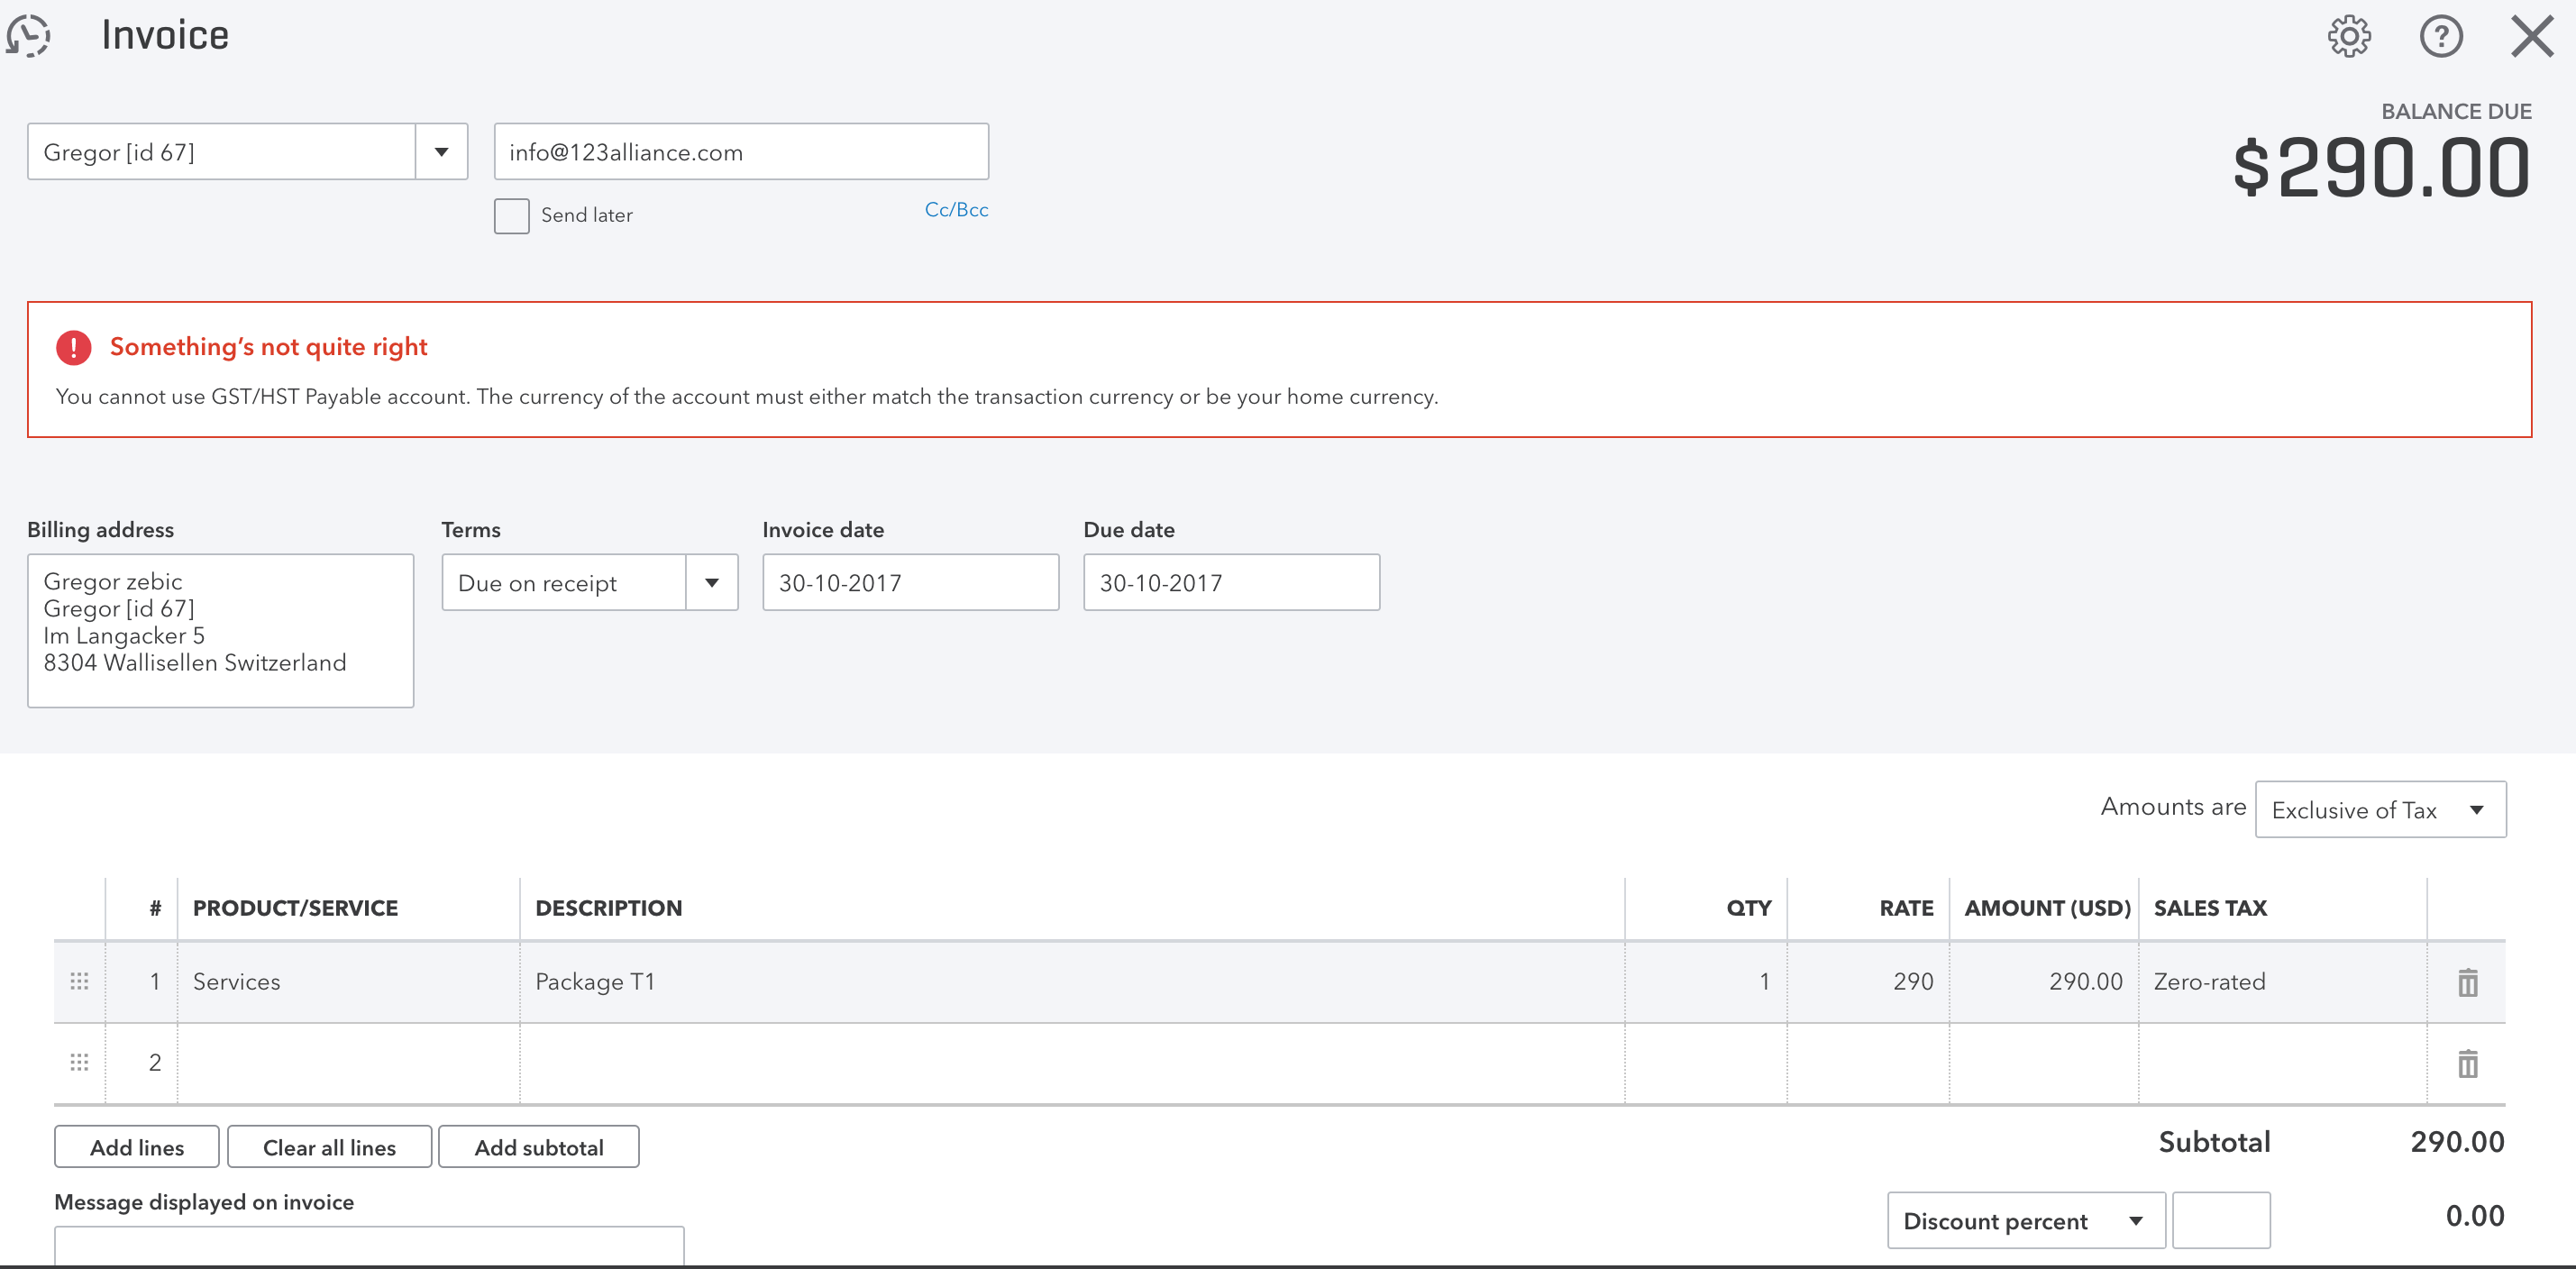 Invoice
BALANCE DUE
$290.00
Gregor [id 67]
info@123alliance.com
Send later
Cc/Bcc
Something's not quite right
You cannot use GST/HST Payable account. The currency of the account must either match the transaction currency or be your home currency.
Billing address
Terms
Invoice date
Due date
Gregor zebic
Gregor [id 67]
Im Langacker 5
8304 Wallisellen Switzerland
Due on receipt
30-10-2017
30-10-2017
Amounts are Exclusive of Tax
# PRODUCT/SERVICE DESCRIPTION QTY RATE AMOUNT (USD) SALES TAX
1 Services Package T1 1 290 290.00 Zero-rated
2
Add lines Clear all lines Add subtotal
Subtotal 290.00
Message displayed on invoice
Discount percent 0.00